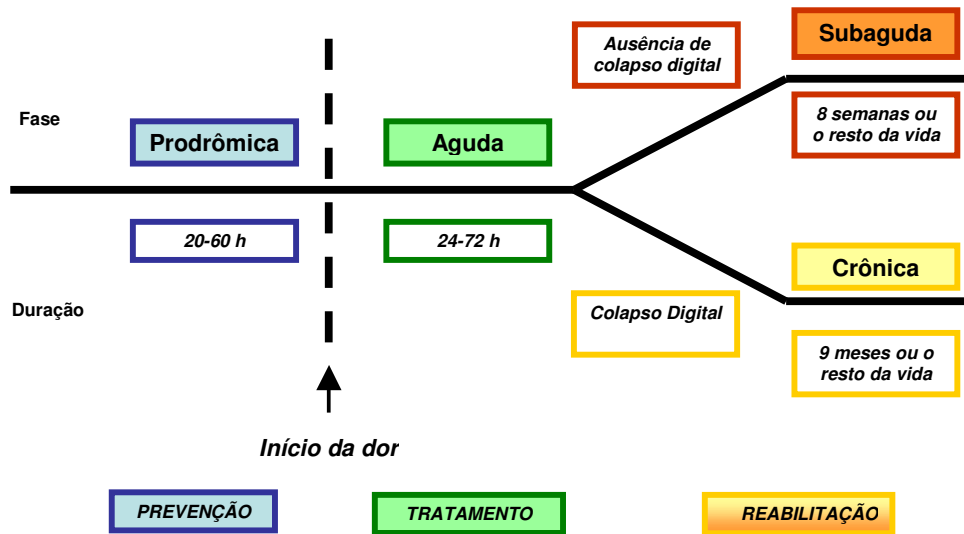 Ausência de
colapso digital
Subaguda
Fase
Prodrômica
Aguda
8 semanas ou
o resto da vida
20-60 h
24-72 h
Duração
Colapso Digital
Crônica
9 meses ou o
resto da vida
Início da dor
PREVENÇÃO
TRATAMENTO
REABILITAÇÃO